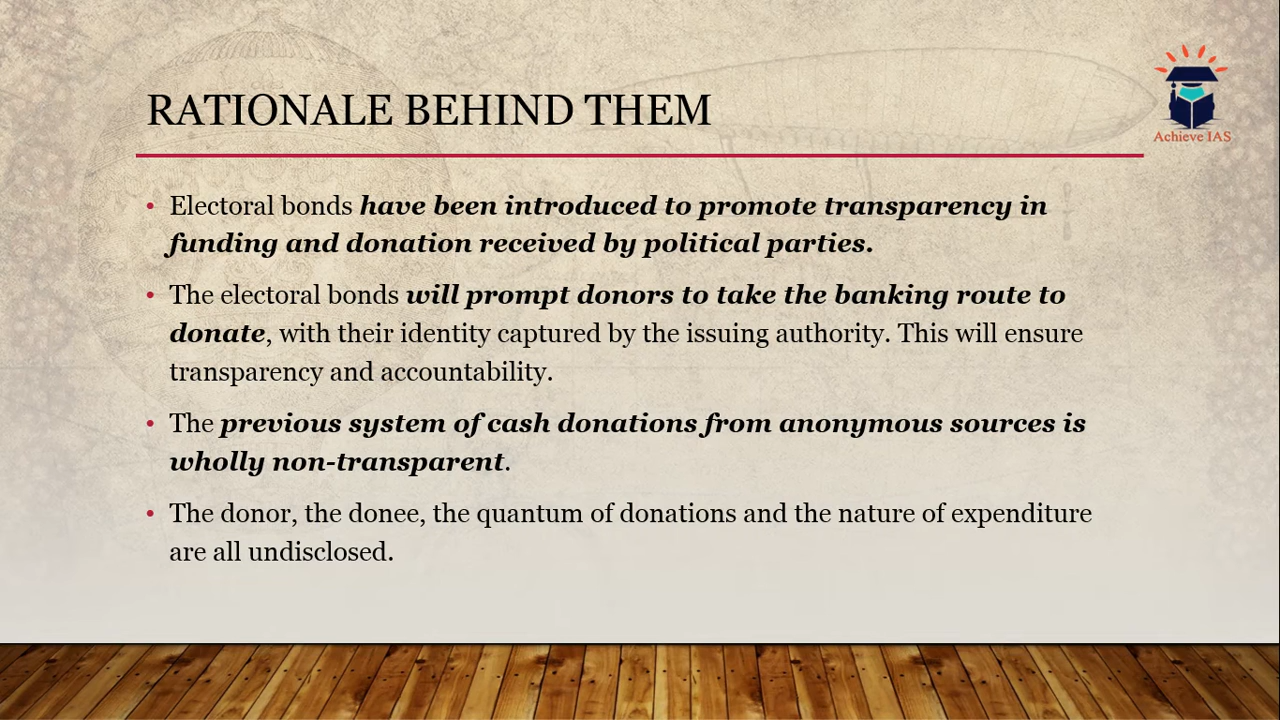 RATIONALE BEHIND THEM
Achieve IAS
• Electoral bonds have been introduced to promote transparency in
funding and donation received by political parties.
• The electoral bonds will prompt donors to take the banking route to
donate, with their identity captured by the issuing authority. This will ensure
transparency and accountability.
• The previous system of cash donations from anonymous sources is
wholly non-transparent.
• The donor, the donee, the quantum of donations and the nature of expenditure
are all undisclosed.